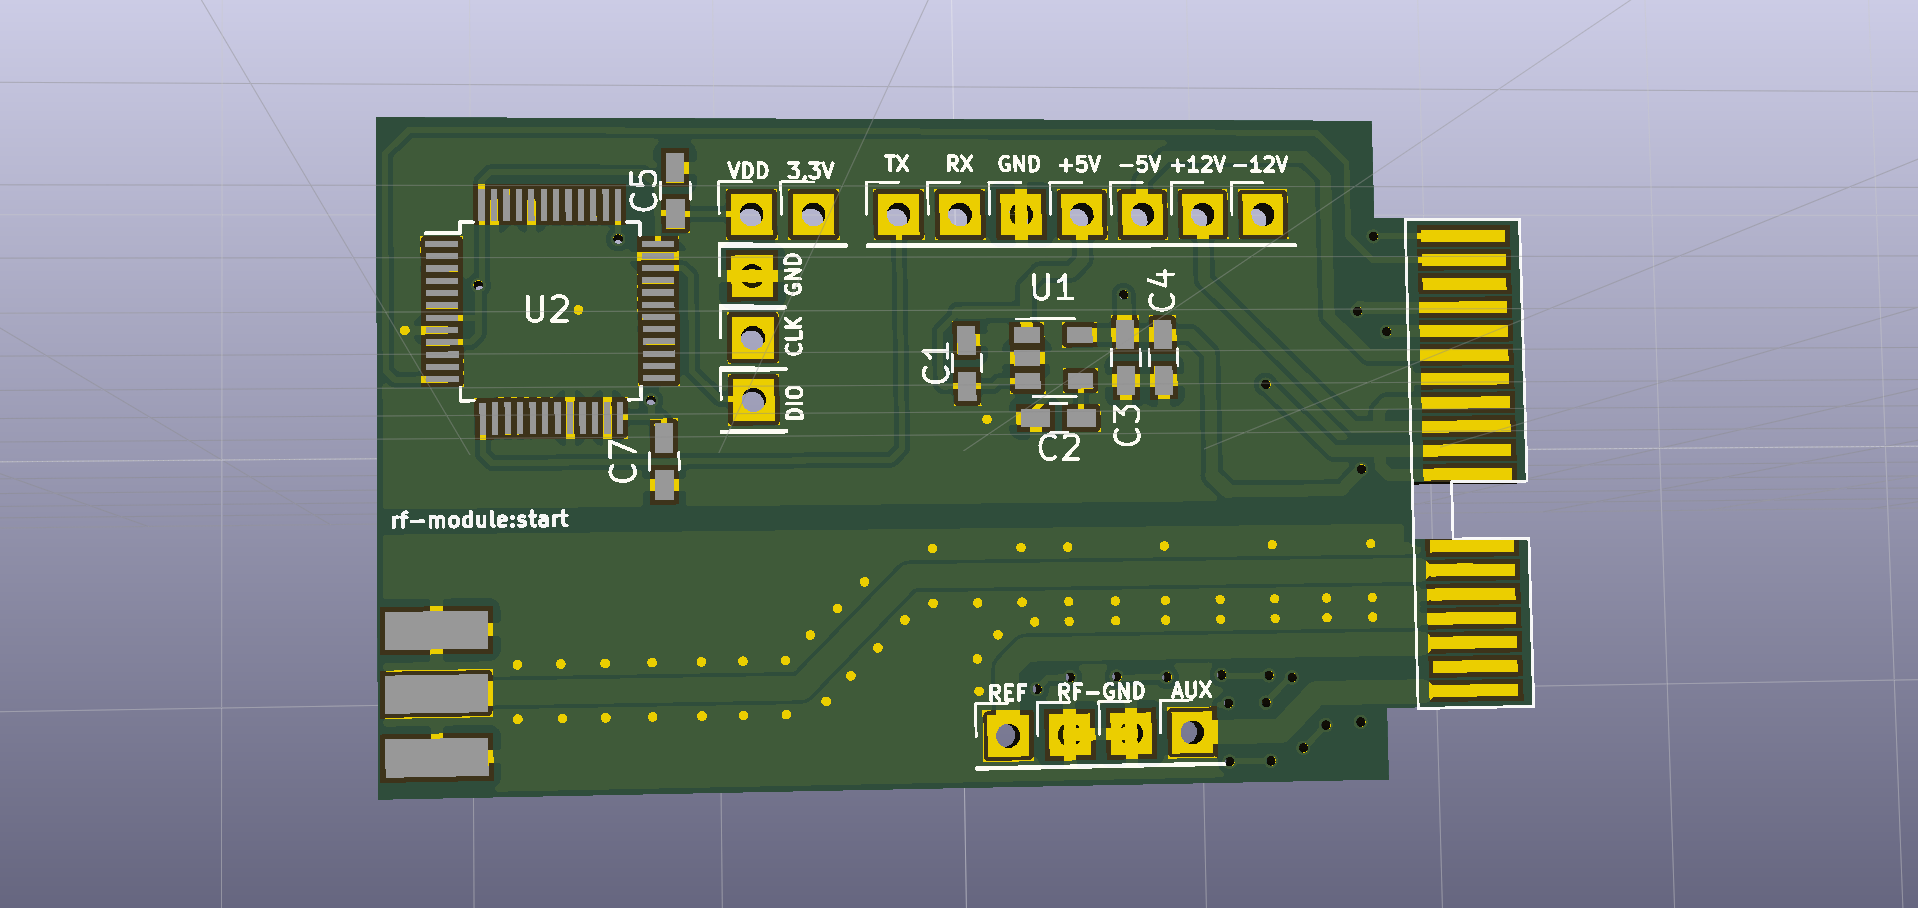 VDD 3.3V TX RX GND +5V -5V +12V -12V
C5
GND
U1
C4
U2
CLK
C1
DIO
C3
C2
C7
rf-module:start
REF RF-GND AUX